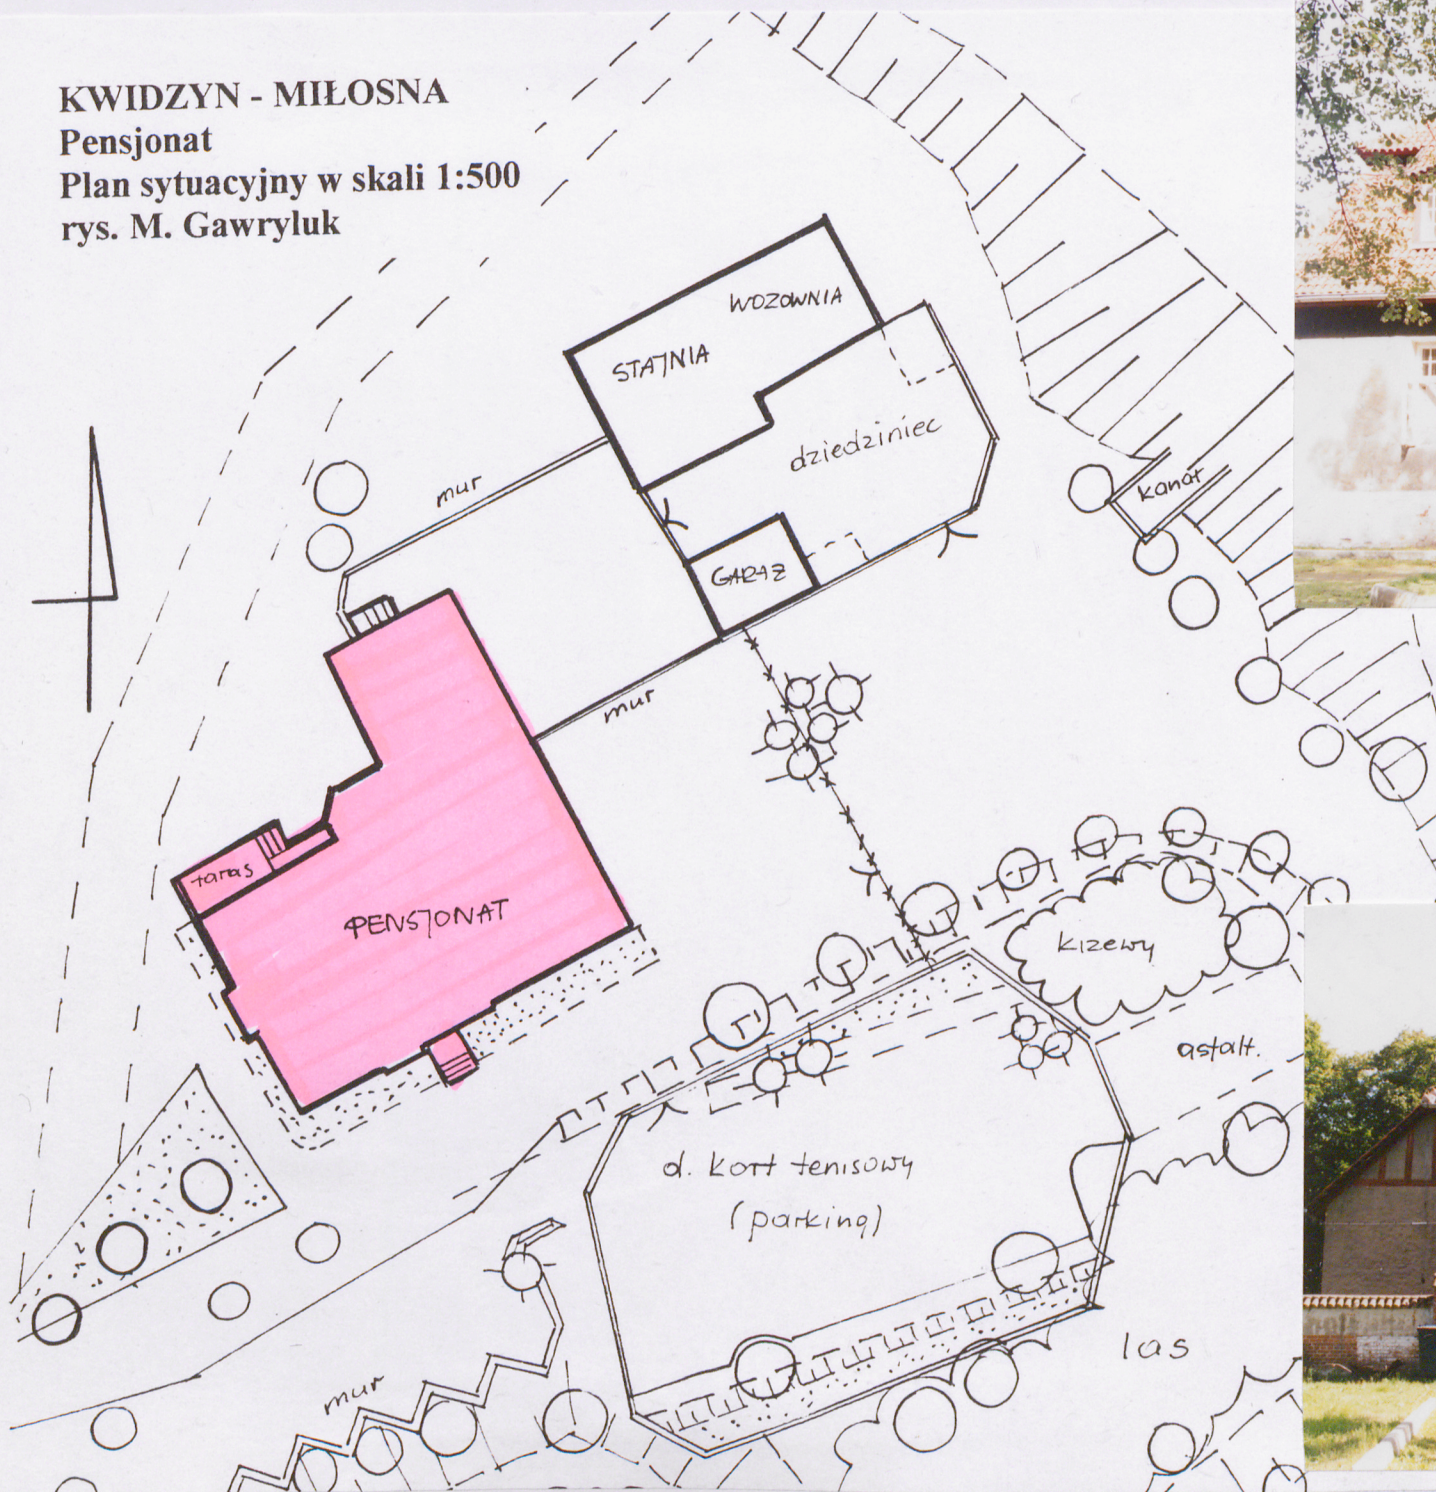 KWIDZYN - MIŁOSNA
Pensjonat
Plan sytuacyjny w skali 1:500
rys. M. Gawryluk
WOZOWNIA
STAJNIA
dziedziniec
mur
kanał
GARAŻ
mur
taras
PENSJONAT
krzewy
asfalt.
d. kort tenisowy
(parking)
las
mur